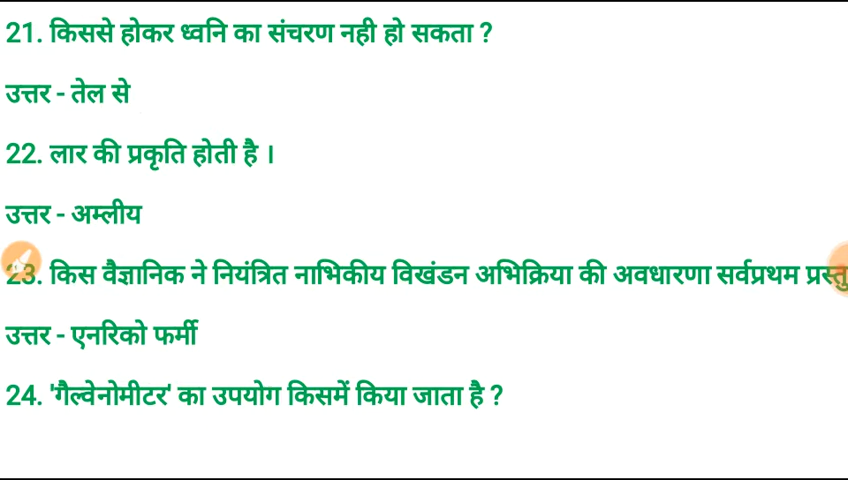 21. किससे होकर ध्वनि का संचरण नही हो सकता ?
उत्तर - तेल से
22. लार की प्रकृति होती है ।
उत्तर - अम्लीय
23. किस वैज्ञानिक ने नियंत्रित नाभिकीय विखंडन अभिक्रिया की अवधारणा सर्वप्रथम
उत्तर - एनरिको फर्मी
24. 'गैल्वेनोमीटर' का उपयोग किसमें किया जाता है ?